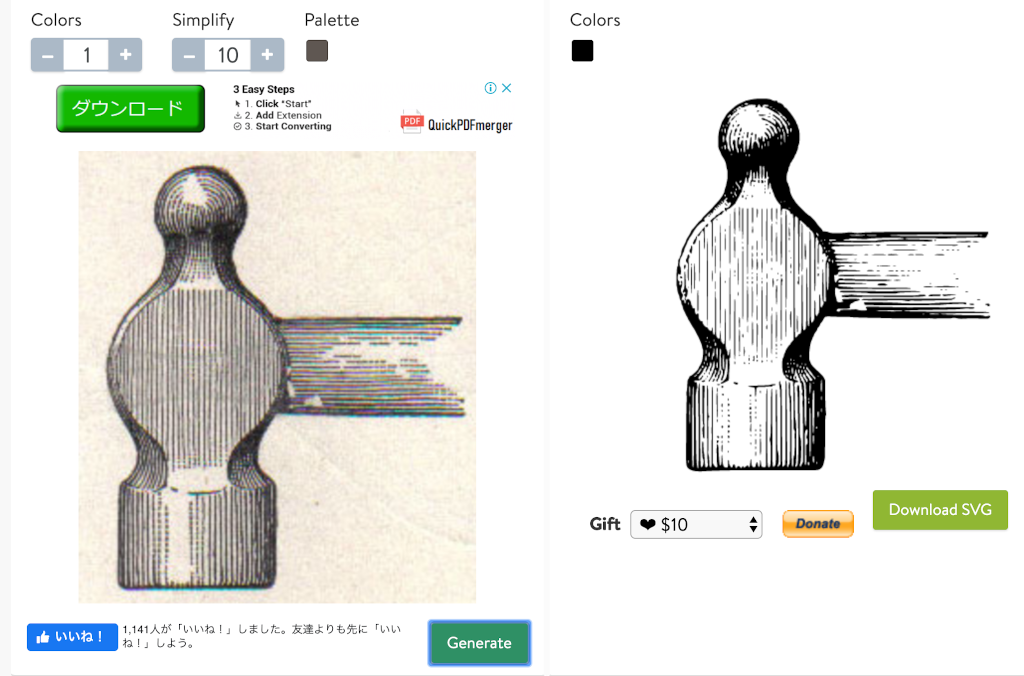 Colors
Simplify
Palette
− 1 +
− 10 +
ダウンロード
3 Easy Steps
1. Click "Start"
2. Add Extension
3. Start Converting
PDF QuickPDFmerger
いいね！
1,141人が「いいね！」しました。友達よりも先に「いい
ね！」しよう。
Generate
Colors
Gift
$10
Donate
Download SVG